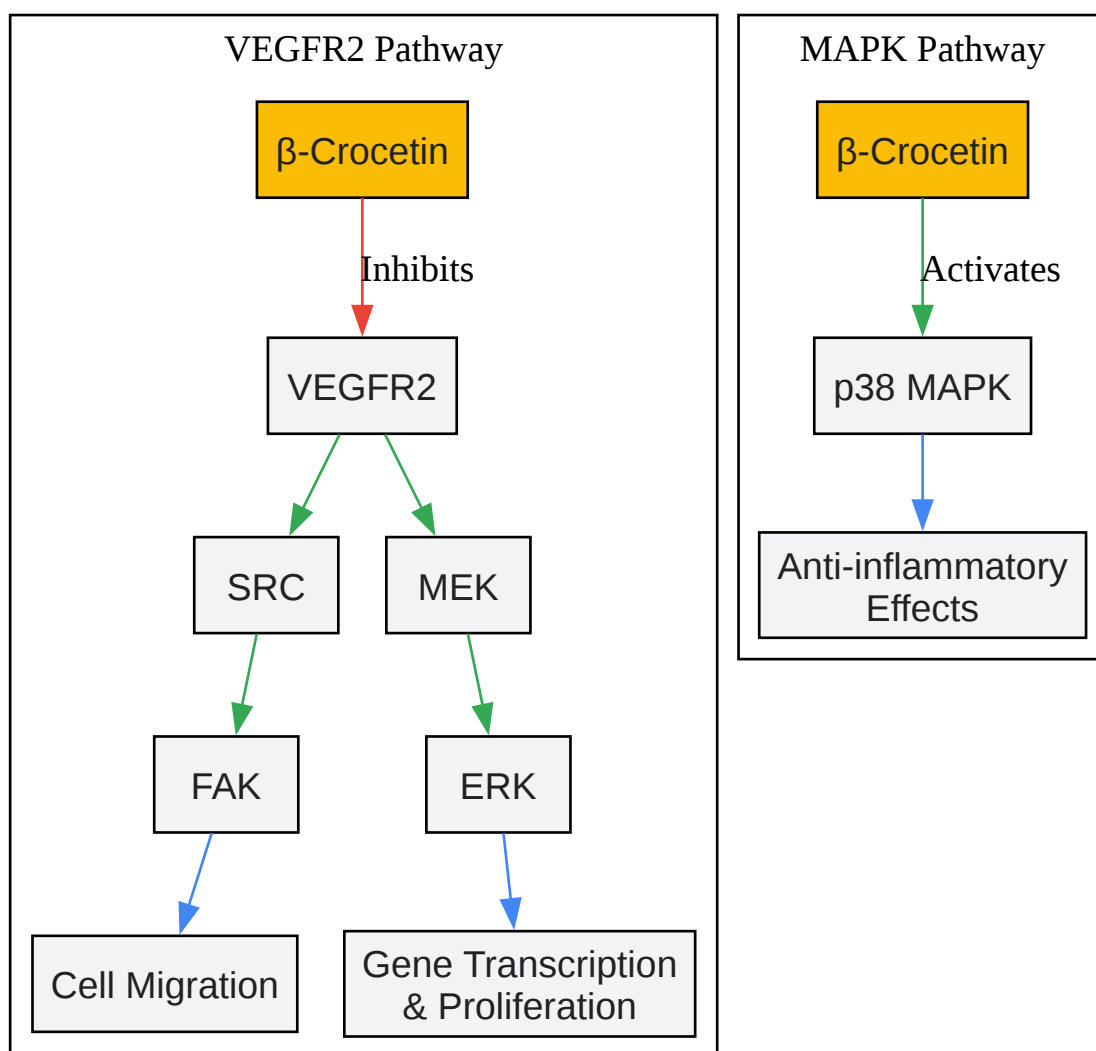 VEGFR2 Pathway
β-Crocetin
Inhibits
VEGFR2
SRC
MEK
FAK
ERK
Cell Migration
Gene Transcription
& Proliferation
MAPK Pathway
β-Crocetin
Activates
p38 MAPK
Anti-inflammatory
Effects